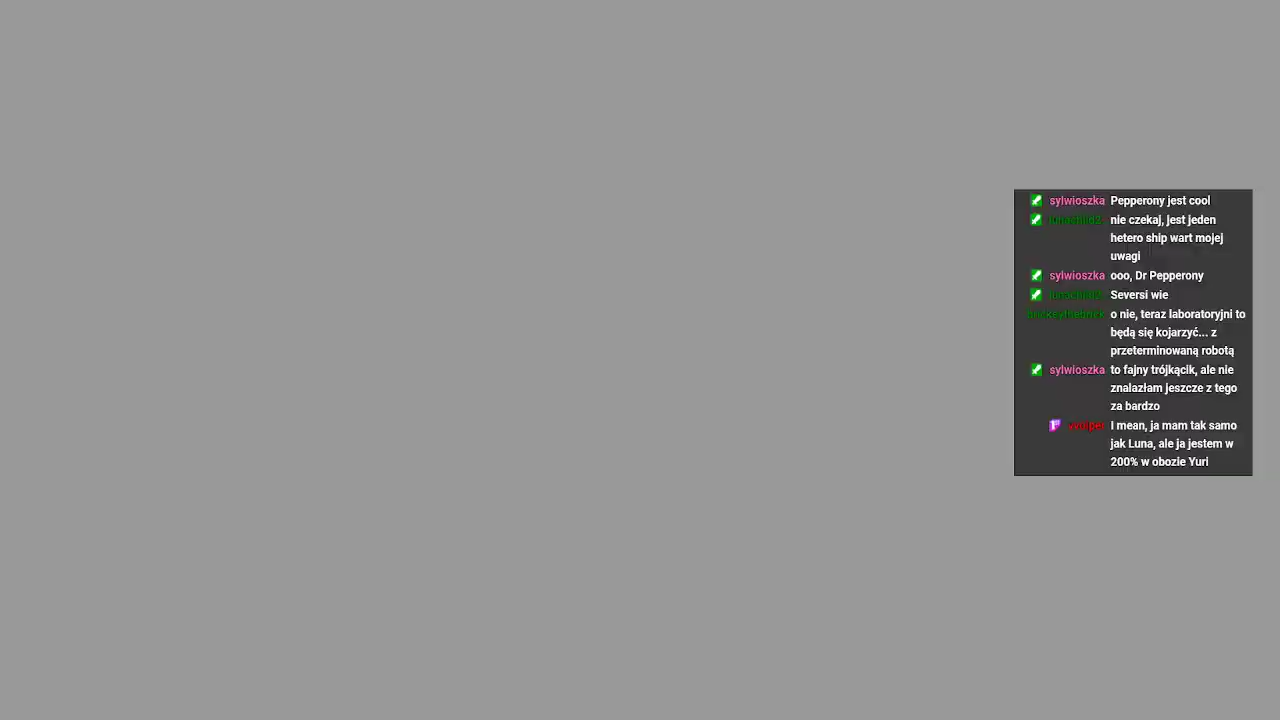 sylwioszka Pepperony jest cool
nie czekaj, jest jeden
hetero ship wart mojej
uwagi
sylwioszka ooo, Dr Pepperony
Seversi wie
o nie, teraz laboratoryjni to
będą się kojarzyć... z
przeterminowaną robotą
sylwioszka to fajny trójkącik, ale nie
znalazłam jeszcze z tego
za bardzo
I mean, ja mam tak samo
jak Luna, ale ja jestem w
200% w obozie Yuri